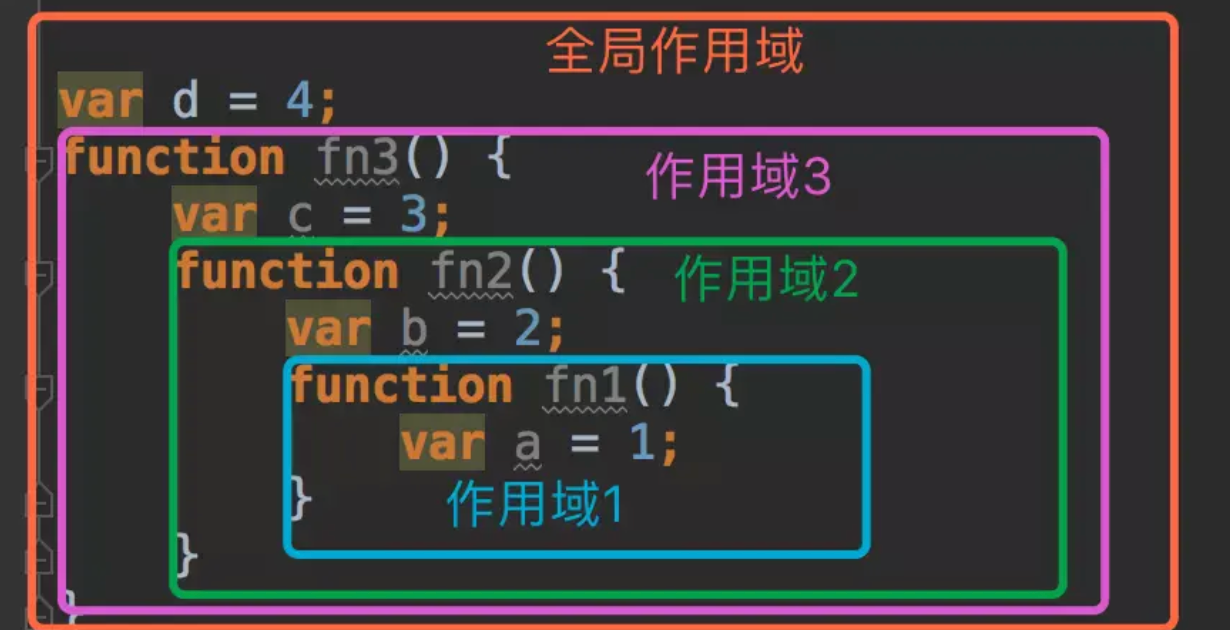 全局作用域
var d = 4;
function fn3() {
作用域3
var c = 3;
function fn2() {
作用域2
var b = 2;
function fn1() {
var a = 1;
}
作用域1
}
}